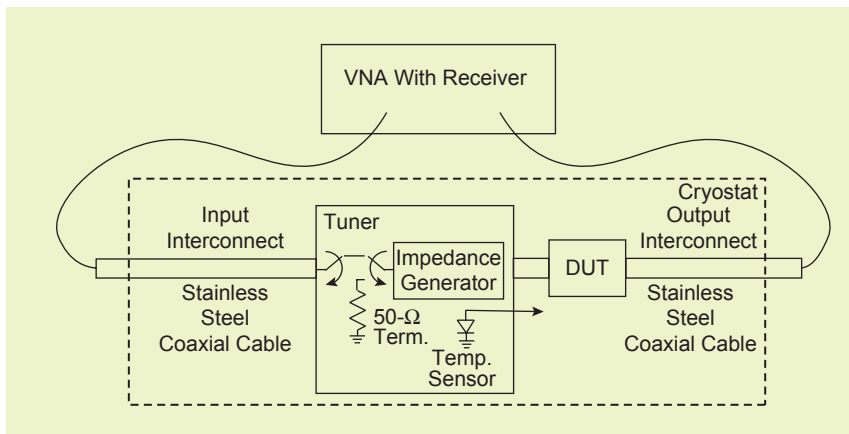 VNA With Receiver
Cryostat
Input
Interconnect
Output
Interconnect
Tuner
Impedance
Generator
DUT
Stainless
Steel
Coaxial Cable
50-Ω
Term.
Temp.
Sensor
Stainless
Steel
Coaxial Cable